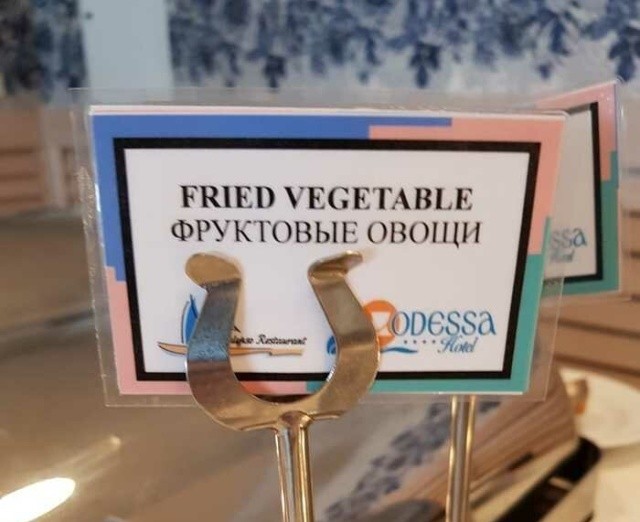 FRIED VEGETABLE
ФРУКТОВЫЕ ОВОЩИ
Restaurant
ODESSA
Hotel